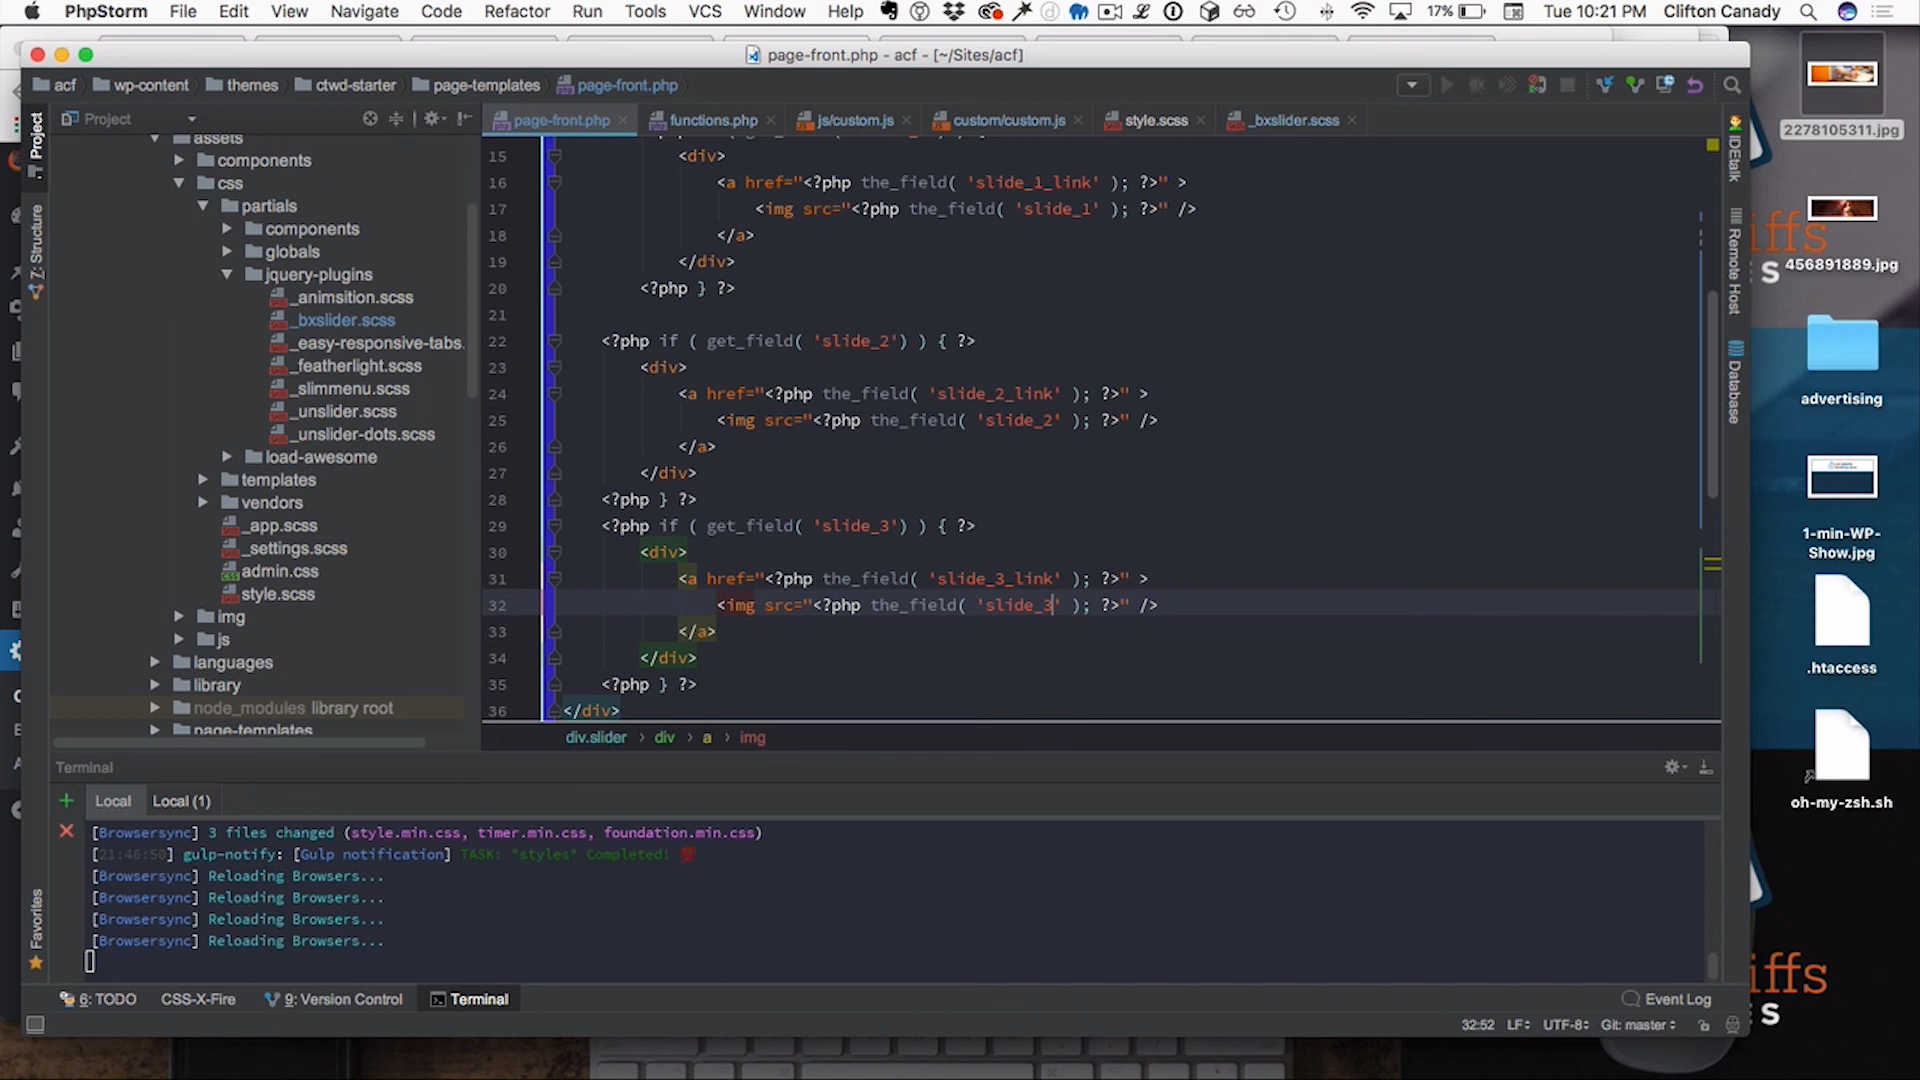 PhpStorm File Edit View Navigate Code Refactor Run Tools VCS Window Help 17% Tue 10:21 PM Clifton Canady
page-front.php - acf - [~/Sites/acf]
acf wp-content themes ctwd-starter page-templates page-front.php
Project
page-front.php functions.php js/custom.js custom/custom.js style.scss _bxslider.scss
assets
components
css
partials
components
globals
jquery-plugins
_animsition.scss
_bxslider.scss
_easy-responsive-tabs.
_featherlight.scss
_slimmenu.scss
_unslider.scss
_unslider-dots.scss
load-awesome
templates
vendors
_app.scss
_settings.scss
admin.css
style.scss
img
js
languages
library
node_modules library root
page-templates
Project
7: Structure
Favorites
15 <div>
16 <a href="<?php the_field( 'slide_1_link' ); ?>" >
17 <img src="<?php the_field( 'slide_1' ); ?>" />
18 </a>
19 </div>
20 <?php } ?>
21
22 <?php if ( get_field( 'slide_2') ) { ?>
23 <div>
24 <a href="<?php the_field( 'slide_2_link' ); ?>" >
25 <img src="<?php the_field( 'slide_2' ); ?>" />
26 </a>
27 </div>
28 <?php } ?>
29 <?php if ( get_field( 'slide_3') ) { ?>
30 <div>
31 <a href="<?php the_field( 'slide_3_link' ); ?>" >
32 <img src="<?php the_field( 'slide_3' ); ?>" />
33 </a>
34 </div>
35 <?php } ?>
36 </div>
div.slider › div › a › img
IDEtalk
Remote Host
Database
Terminal
Local Local (1)
[Browsersync] 3 files changed (style.min.css, timer.min.css, foundation.min.css)
[21:46:50] gulp-notify: [Gulp notification] TASK: "styles" Completed! 💯
[Browsersync] Reloading Browsers...
[Browsersync] Reloading Browsers...
[Browsersync] Reloading Browsers...
[Browsersync] Reloading Browsers...
6: TODO CSS-X-Fire 9: Version Control Terminal Event Log
32:52 LF UTF-8 Git: master
2278105311.jpg
iffs
S
456891889.jpg
advertising
1-min-WP-
Show.jpg
.htaccess
oh-my-zsh.sh
iffs
S